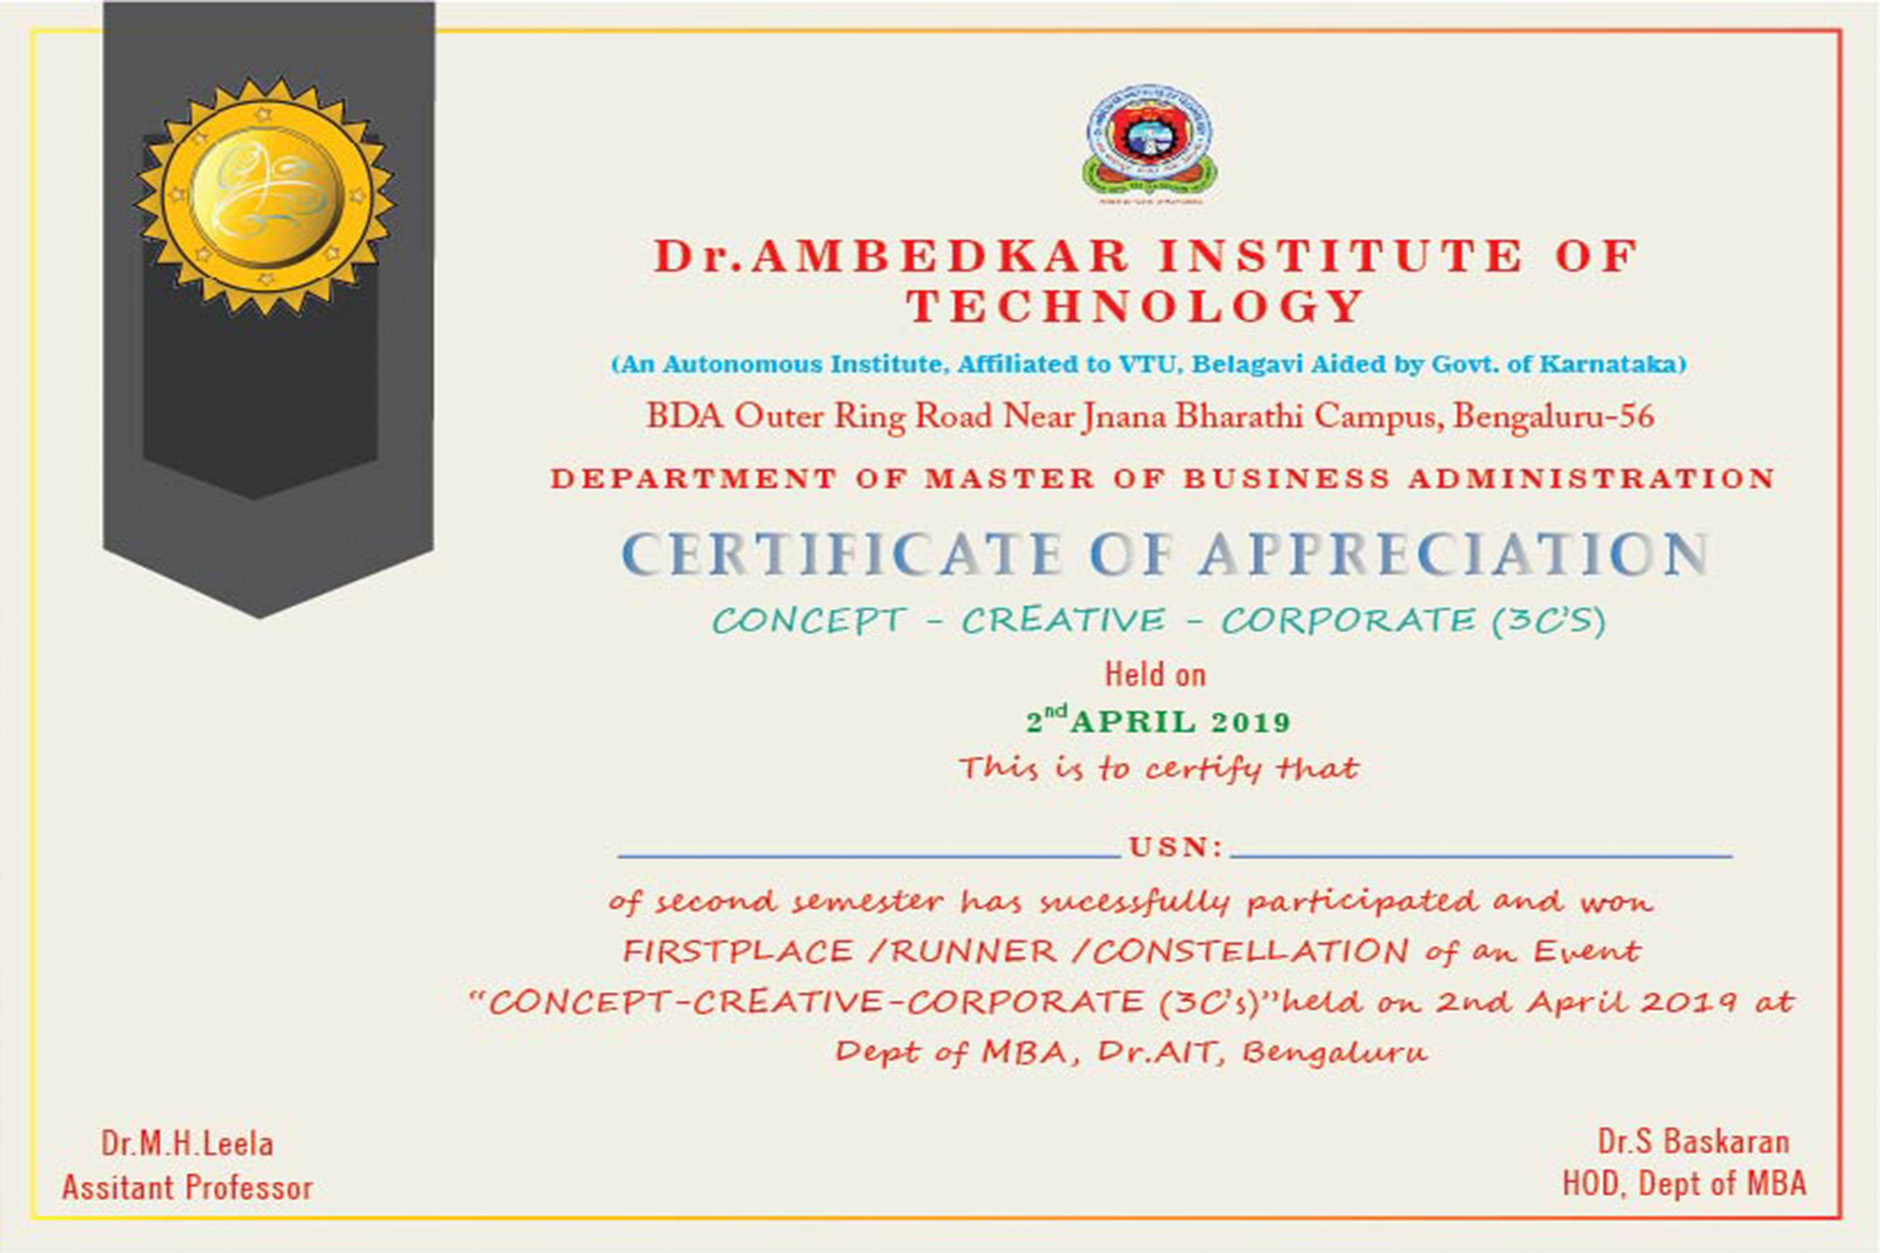 Dr.AMBEDKAR INSTITUTE OF
TECHNOLOGY
(An Autonomous Institute, Affiliated to VTU, Belagavi Aided by Govt. of Karnataka)
BDA Outer Ring Road Near Jnana Bharathi Campus, Bengaluru-56
DEPARTMENT OF MASTER OF BUSINESS ADMINISTRATION
CERTIFICATE OF APPRECIATION
CONCEPT - CREATIVE - CORPORATE (3C'S)
Held on
2nd APRIL 2019
This is to certify that
USN:
of second semester has sucessfully participated and won
FIRSTPLACE /RUNNER /CONSTELLATION of an Event
“CONCEPT-CREATIVE-CORPORATE (3C's)”held on 2nd April 2019 at
Dept of MBA, Dr.AIT, Bengaluru
Dr.M.H.Leela
Assitant Professor
Dr.S Baskaran
HOD, Dept of MBA